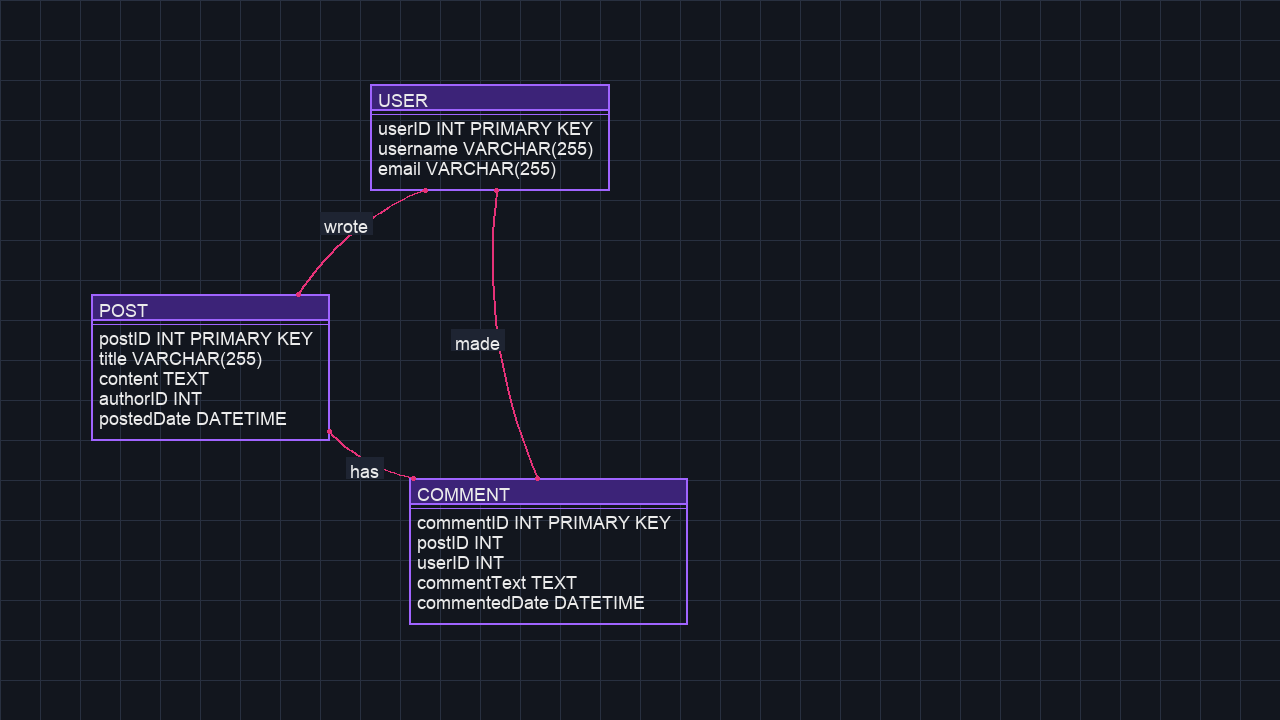 USER
userID INT PRIMARY KEY
username VARCHAR(255)
email VARCHAR(255)
wrote
POST
postID INT PRIMARY KEY
title VARCHAR(255)
content TEXT
authorID INT
postedDate DATETIME
made
has
COMMENT
commentID INT PRIMARY KEY
postID INT
userID INT
commentText TEXT
commentedDate DATETIME